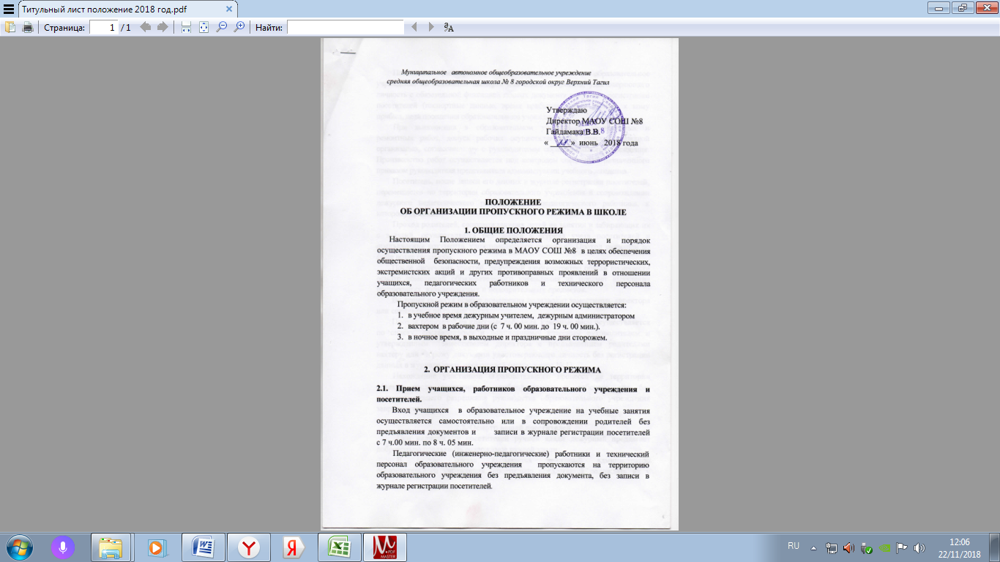 Титульный лист положение 2018 год.pdf
Страница: 1 / 1 Найти:
Муниципальное автономное общеобразовательное учреждение
средняя общеобразовательная школа № 8 городской округ Верхний Тагил
Утверждаю
Директор МАОУ СОШ №8
Гайдамака В.В.
« » июнь 2018 года
ПОЛОЖЕНИЕ
ОБ ОРГАНИЗАЦИИ ПРОПУСКНОГО РЕЖИМА В ШКОЛЕ
1. ОБЩИЕ ПОЛОЖЕНИЯ
Настоящим Положением определяется организация и порядок
осуществления пропускного режима в МАОУ СОШ №8 в целях обеспечения
общественной безопасности, предупреждения возможных террористических,
экстремистских акций и других противоправных проявлений в отношении
учащихся, педагогических работников и технического персонала
образовательного учреждения.
Пропускной режим в образовательном учреждении осуществляется:
1. в учебное время дежурным учителем, дежурным администратором
2. вахтером в рабочие дни (с 7 ч. 00 мин. до 19 ч. 00 мин.).
3. в ночное время, в выходные и праздничные дни сторожем.
2. ОРГАНИЗАЦИЯ ПРОПУСКНОГО РЕЖИМА
2.1. Прием учащихся, работников образовательного учреждения и
посетителей.
Вход учащихся в образовательное учреждение на учебные занятия
осуществляется самостоятельно или в сопровождении родителей без
предъявления документов и записи в журнале регистрации посетителей
с 7 ч.00 мин. по 8 ч. 05 мин.
Педагогические (инженерно-педагогические) работники и технический
персонал образовательного учреждения пропускаются на территорию
образовательного учреждения без предъявления документа, без записи в
журнале регистрации посетителей.
RU
12:06
22/11/2018